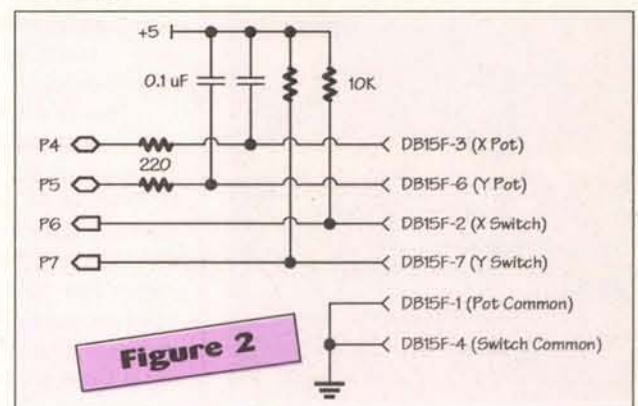 +5
0.1 uF
10K
P4
DB15F-3 (X Pot)
220
P5
DB15F-6 (Y Pot)
P6
DB15F-2 (X Switch)
P7
DB15F-7 (Y Switch)
DB15F-1 (Pot Common)
DB15F-4 (Switch Common)
Figure 2